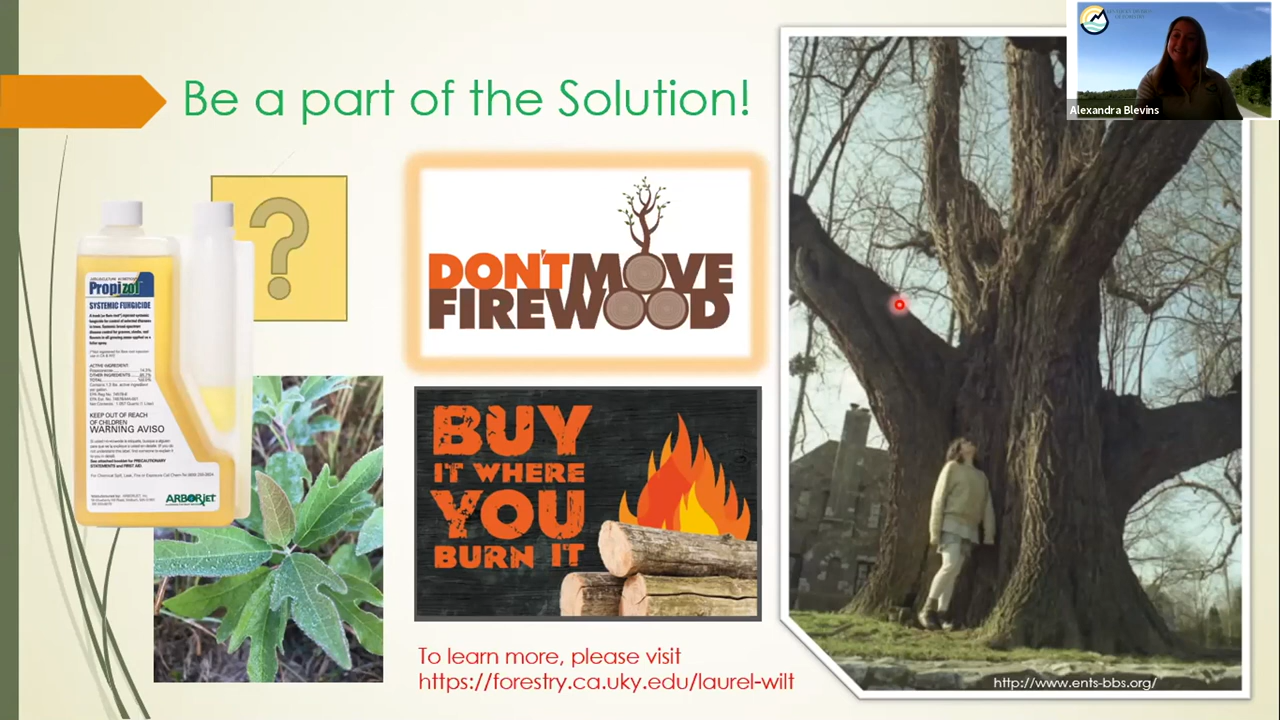 Be a part of the Solution!
Alexandra Blevins
?
Propizol
SYSTEMIC FUNGICIDE
ACTIVE INGREDIENT:
KEEP OUT OF REACH
OF CHILDREN
WARNING AVISO
ARBORJET
DON'T MOVE
FIREWOOD
BUY
IT WHERE
YOU
BURN IT
To learn more, please visit
https://forestry.ca.uky.edu/laurel-wilt
http://www.ents-bbs.org/